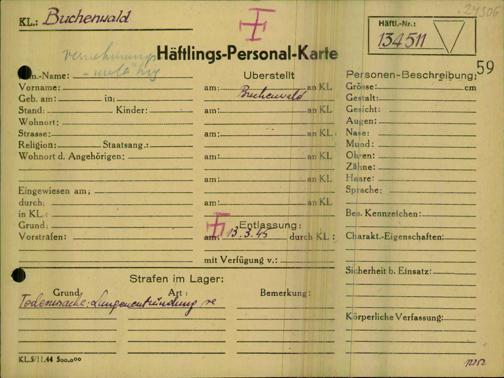 KL.: Buchenwald
24306
Häftl.-Nr.:
134511
vernehmungs-
unfähig
Häftlings-Personal-Karte
59
Fam.-Name:
Überstellt
Personen-Beschreibung:
Vorname:
am: Buchenwald an KL
Grösse: cm
Geb. am: in:
Gestalt:
Stand: Kinder:
am: an KL
Gesicht:
Wohnort:
Augen:
Strasse:
am: an KL
Nase:
Religion: Staatsang.:
Mund:
Wohnort d. Angehörigen:
am: an KL
Ohren:
Zähne:
am: an KL
Haare:
Eingewiesen am:
Sprache:
durch:
am: an KL
in KL.:
Bes. Kennzeichen:
Grund:
Entlassung:
Vorstrafen:
am: 13.3.45 durch KL.:
Charakt.-Eigenschaften:
mit Verfügung v.:
Strafen im Lager:
Sicherheit b. Einsatz:
Grund: Art: Bemerkung:
Todesursache: Lungenentzündung re
Körperliche Verfassung:
KL.5/11.44 500.000